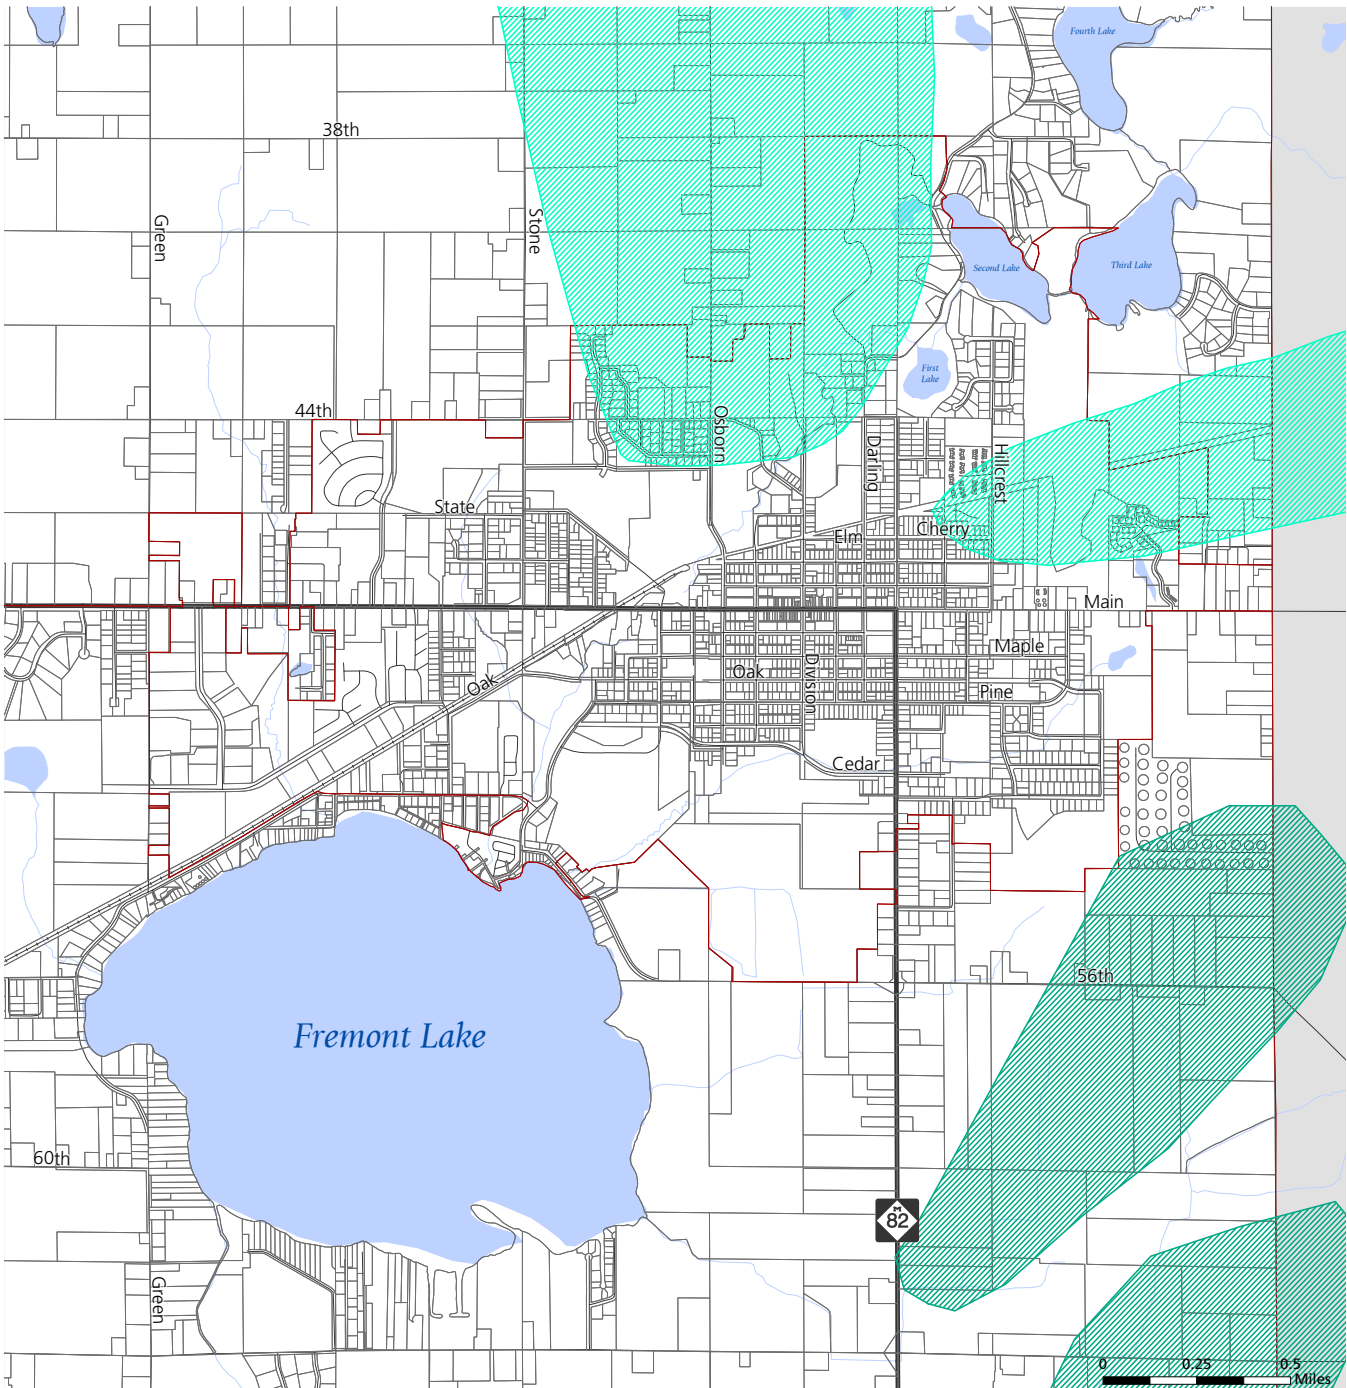 Fourth Lake
38th
Green
Stone
Second Lake
Third Lake
First
Lake
44th
Osborn
Darling
Hillcrest
State
Elm
Cherry
Main
Maple
Oak
Oak
Division
Pine
Cedar
56th
Fremont Lake
60th
M
82
Green
0 0.25 0.5
Miles